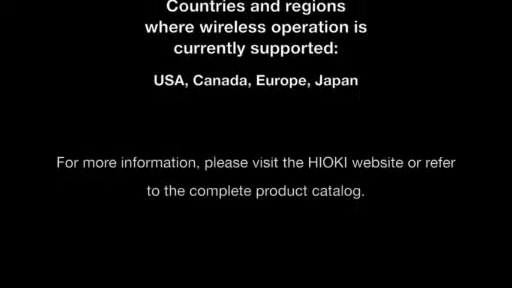 Countries and regions
where wireless operation is
currently supported:
USA, Canada, Europe, Japan
For more information, please visit the HIOKI website or refer
to the complete product catalog.